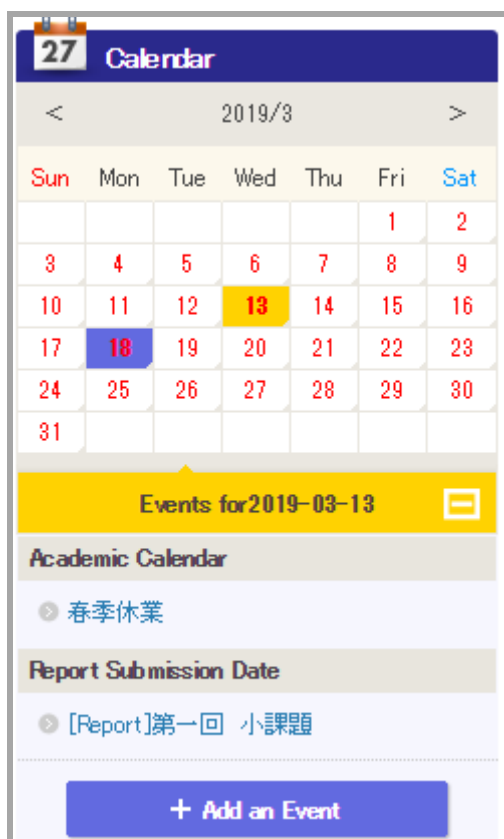 27 Calendar
< 2019/3 >
Sun Mon Tue Wed Thu Fri Sat
1 2
3 4 5 6 7 8 9
10 11 12 13 14 15 16
17 18 19 20 21 22 23
24 25 26 27 28 29 30
31
Events for2019-03-13
Academic Calendar
春季休業
Report Submission Date
[Report]第一回 小課題
+ Add an Event